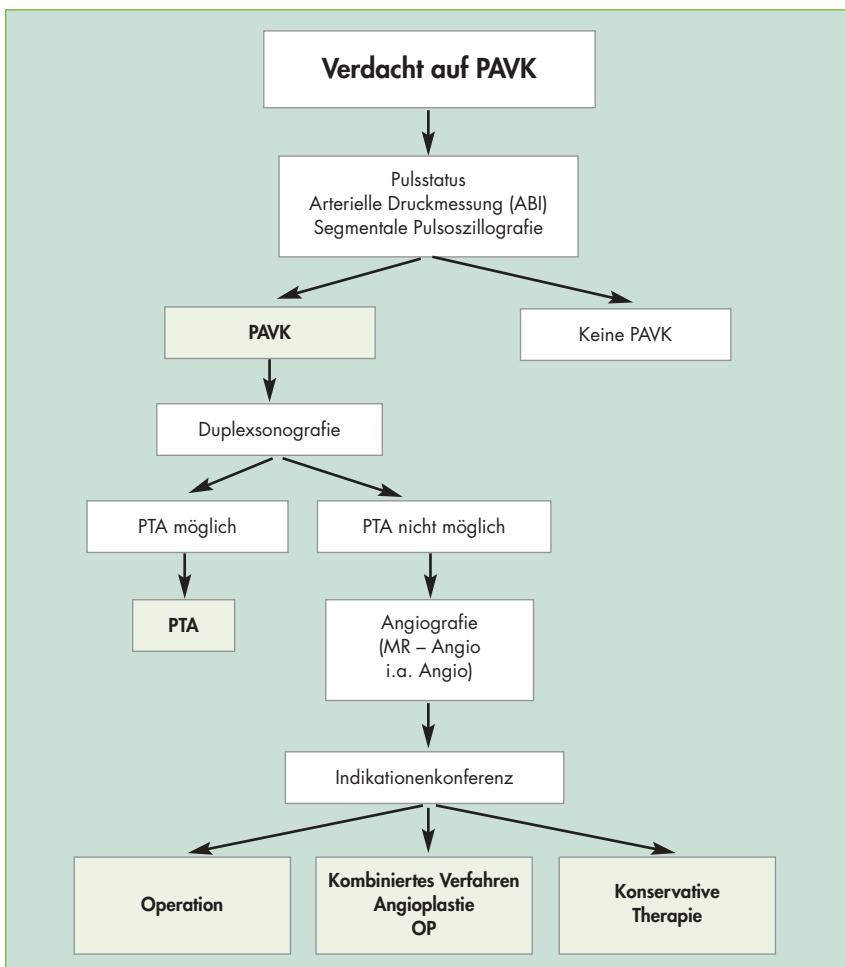 Verdacht auf PAVK
Pulsstatus
Arterielle Druckmessung (ABI)
Segmentale Pulsoszillografie
PAVK
Keine PAVK
Duplexsonografie
PTA möglich
PTA nicht möglich
PTA
Angiografie
(MR – Angio
i.a. Angio)
Indikationenkonferenz
Operation
Kombiniertes Verfahren
Angioplastie
OP
Konservative
Therapie